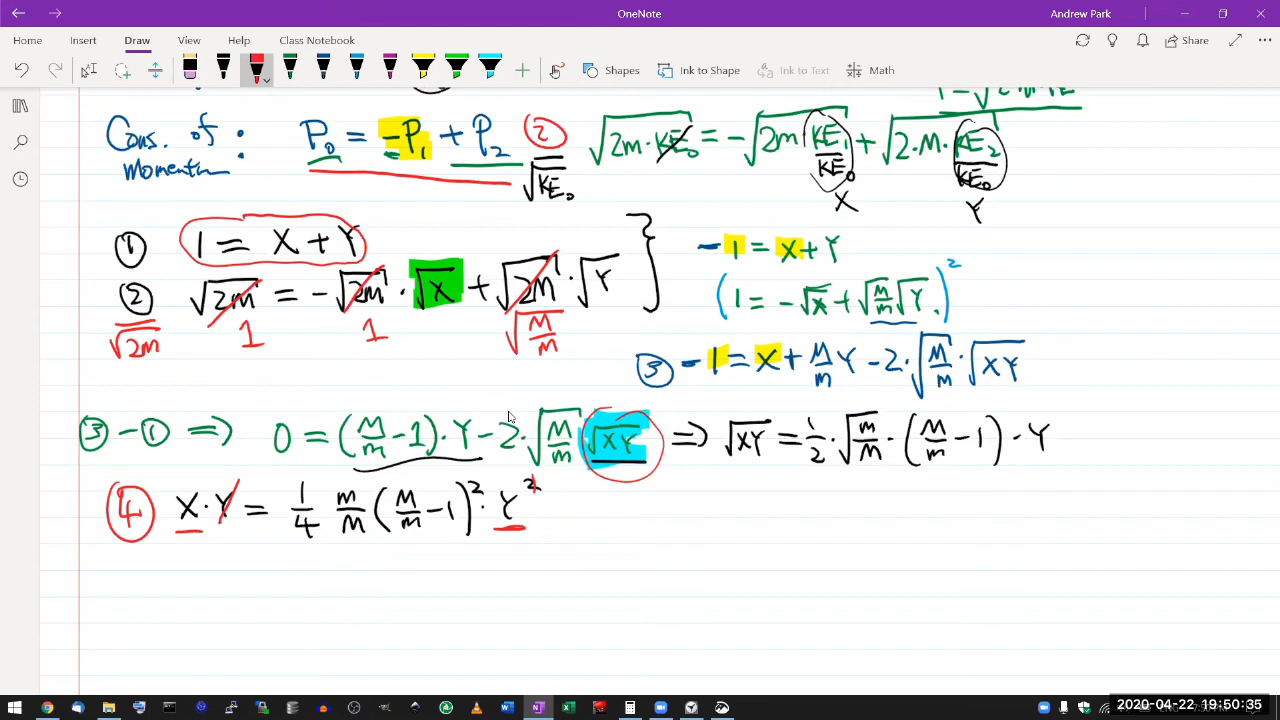 OneNote
Andrew Park
Home Insert Draw View Help Class Notebook
Share
Shapes Ink to Shape Ink to Text Math
Cons. of momentum : P₀ = -P₁ + P₂ ② √KE₀ √(2m·KE₀) = -√(2m KE₁/KE₀) + √(2·M·KE₂/KE₀)
X Y
① 1 = X + Y
② √2m = -√2m · √X + √2M · √Y
√2m 1 1 √(M/m)
- 1 = X + Y
(1 = -√X + √(M/m) √Y.)²
③ - 1 = X + M/m Y - 2·√(M/m) · √XY
③ - ① ⇒ 0 = (M/m - 1)·Y - 2·√(M/m) √XY ⇒ √XY = 1/2 · √(m/M) · (M/m - 1) · Y
④ X·Y = 1/4 m/M (M/m - 1)² · Y²
2020-04-22 19:50:35